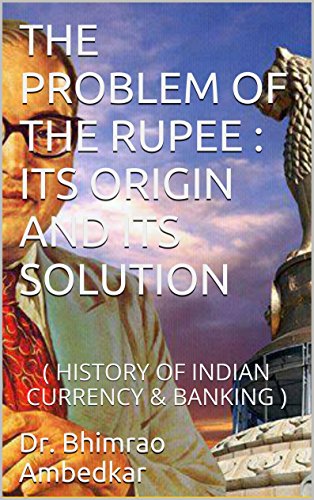 THE
PROBLEM OF
THE RUPEE :
ITS ORIGIN
AND ITS
SOLUTION
( HISTORY OF INDIAN
CURRENCY & BANKING )
Dr. Bhimrao
Ambedkar